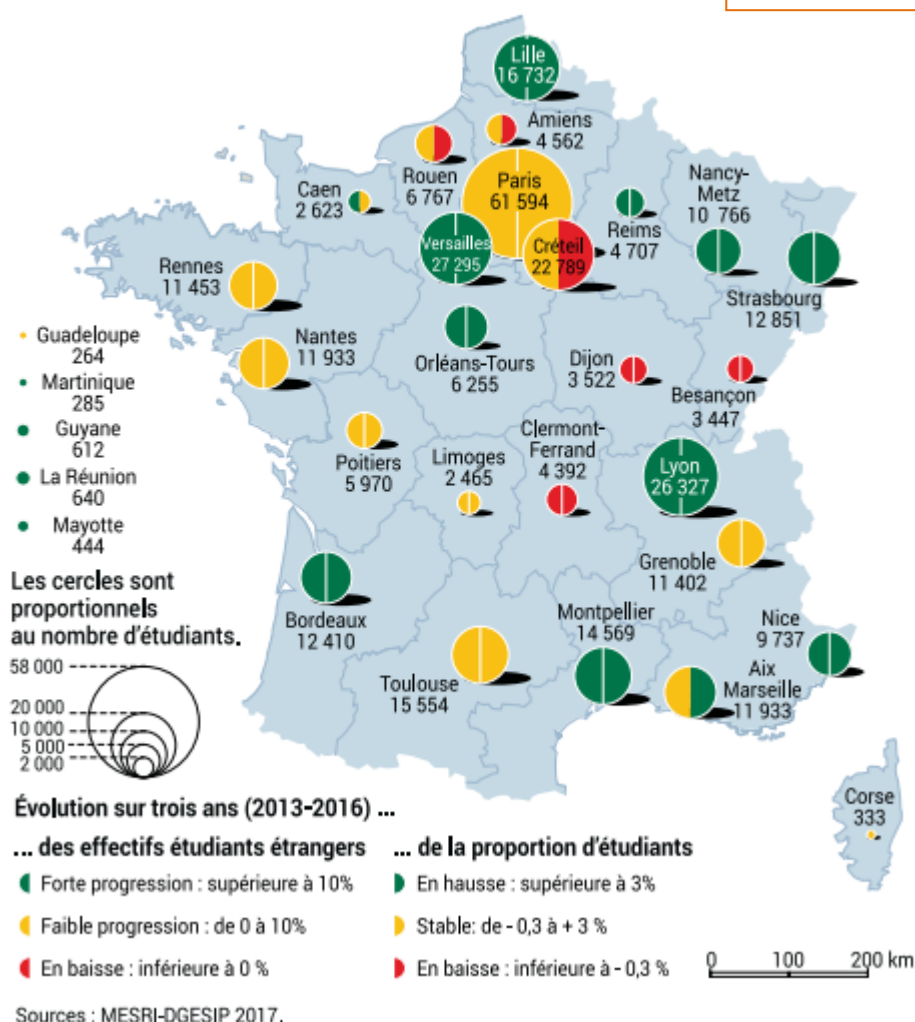 Lille
16 732
Amiens
4 562
Rouen
6 767
Caen
2 623
Paris
61 594
Nancy-
Metz
10 766
Reims
4 707
Versailles
27 295
Créteil
22 789
Rennes
11 453
Strasbourg
12 851
Nantes
11 933
Orléans-Tours
6 255
Dijon
3 522
Besançon
3 447
Guadeloupe
264
Martinique
285
Guyane
612
La Réunion
640
Mayotte
444
Poitiers
5 970
Limoges
2 465
Clermont-
Ferrand
4 392
Lyon
26 327
Grenoble
11 402
Bordeaux
12 410
Toulouse
15 554
Montpellier
14 569
Nice
9 737
Aix
Marseille
11 933
Corse
333
Les cercles sont
proportionnels
au nombre d'étudiants.
58 000
20 000
10 000
5 000
2 000
Évolution sur trois ans (2013-2016) ...
... des effectifs étudiants étrangers
Forte progression : supérieure à 10%
Faible progression : de 0 à 10%
En baisse : inférieure à 0 %
... de la proportion d'étudiants
En hausse : supérieure à 3%
Stable: de - 0,3 à + 3 %
En baisse : inférieure à - 0,3 %
0 100 200 km
Sources : MESRI-DGESIP 2017.